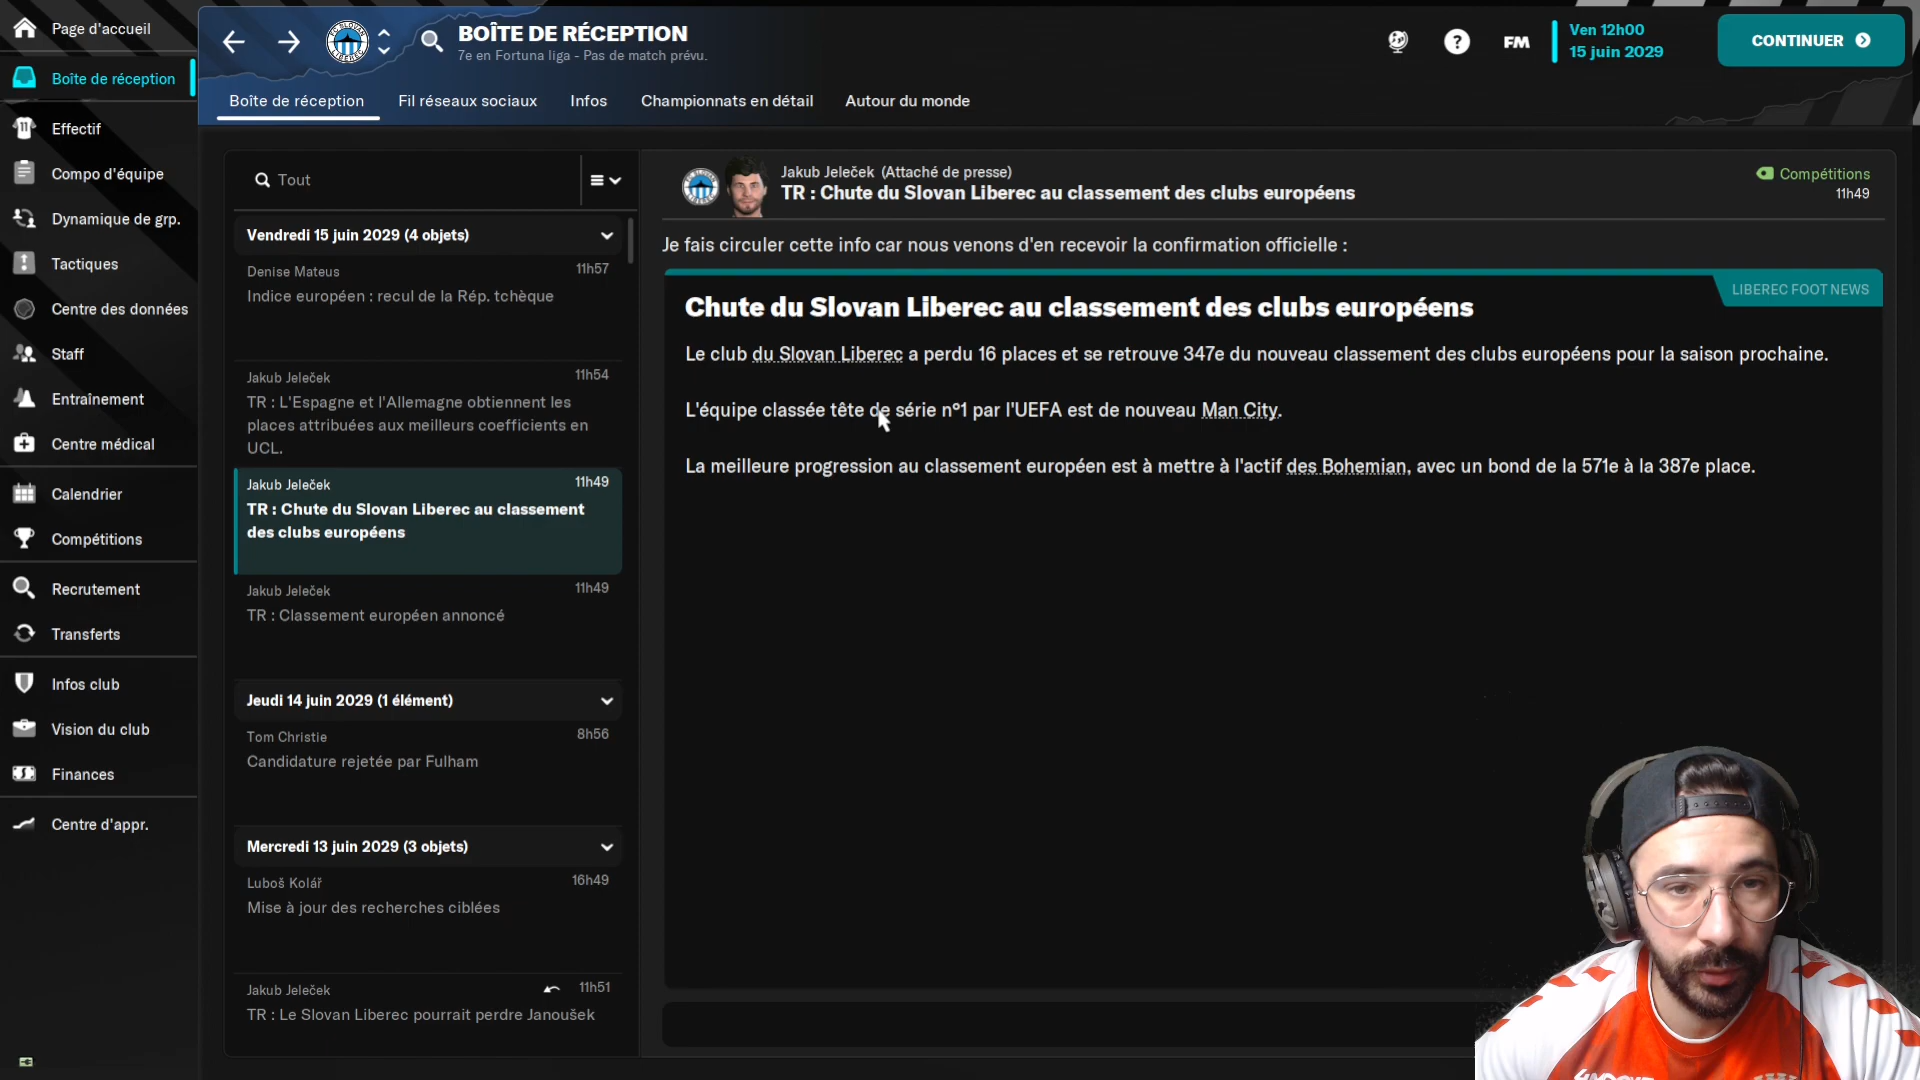 Page d'accueil
Boîte de réception
Effectif
Compo d'équipe
Dynamique de grp.
Tactiques
Centre des données
Staff
Entraînement
Centre médical
Calendrier
Compétitions
Recrutement
Transferts
Infos club
Vision du club
Finances
Centre d'appr.
BOÎTE DE RÉCEPTION
7e en Fortuna liga - Pas de match prévu.
FM
Ven 12h00
15 juin 2029
CONTINUER
Boîte de réception
Fil réseaux sociaux
Infos
Championnats en détail
Autour du monde
Tout
Vendredi 15 juin 2029 (4 objets)
Denise Mateus 11h57
Indice européen : recul de la Rép. tchèque
Jakub Jeleček 11h54
TR : L'Espagne et l'Allemagne obtiennent les
places attribuées aux meilleurs coefficients en
UCL.
Jakub Jeleček 11h49
TR : Chute du Slovan Liberec au classement
des clubs européens
Jakub Jeleček 11h49
TR : Classement européen annoncé
Jeudi 14 juin 2029 (1 élément)
Tom Christie 8h56
Candidature rejetée par Fulham
Mercredi 13 juin 2029 (3 objets)
Luboš Kolář 16h49
Mise à jour des recherches ciblées
Jakub Jeleček 11h51
TR : Le Slovan Liberec pourrait perdre Janoušek
Jakub Jeleček (Attaché de presse)
TR : Chute du Slovan Liberec au classement des clubs européens
Compétitions
11h49
Je fais circuler cette info car nous venons d'en recevoir la confirmation officielle :
LIBEREC FOOT NEWS
Chute du Slovan Liberec au classement des clubs européens
Le club du Slovan Liberec a perdu 16 places et se retrouve 347e du nouveau classement des clubs européens pour la saison prochaine.
L'équipe classée tête de série n°1 par l'UEFA est de nouveau Man City.
La meilleure progression au classement européen est à mettre à l'actif des Bohemian, avec un bond de la 571e à la 387e place.